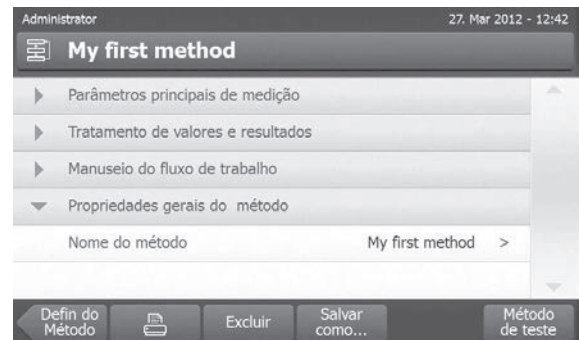 Administrator 27. Mar 2012 - 12:42
My first method
Parâmetros principais de medição
Tratamento de valores e resultados
Manuseio do fluxo de trabalho
Propriedades gerais do método
Nome do método My first method >
Defin do
Método
Excluir
Salvar
como...
Método
de teste